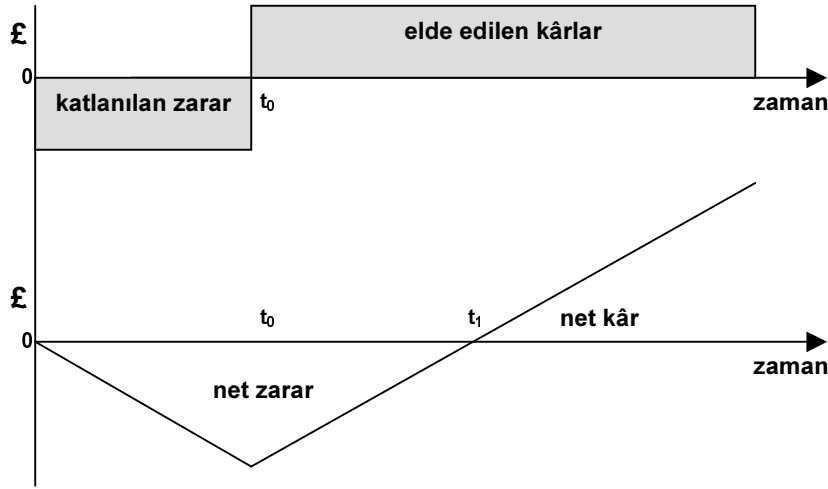 £
elde edilen kârlar
0
katlanılan zarar
t₀
zaman
£
t₀
t₁
net kâr
0
zaman
net zarar